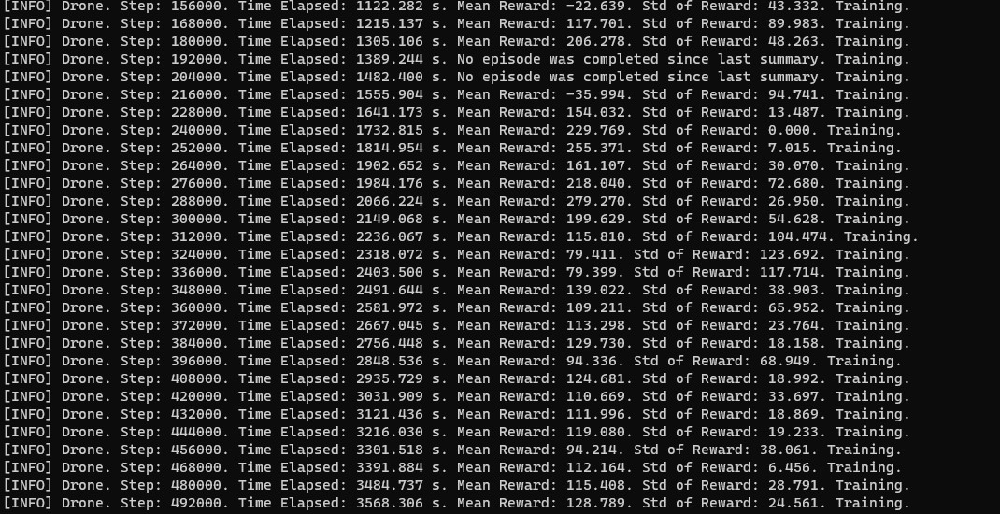 [INFO] Drone. Step: 156000. Time Elapsed: 1122.282 s. Mean Reward: -22.639. Std of Reward: 43.332. Training.
[INFO] Drone. Step: 168000. Time Elapsed: 1215.137 s. Mean Reward: 117.701. Std of Reward: 89.983. Training.
[INFO] Drone. Step: 180000. Time Elapsed: 1305.106 s. Mean Reward: 206.278. Std of Reward: 48.263. Training.
[INFO] Drone. Step: 192000. Time Elapsed: 1389.244 s. No episode was completed since last summary. Training.
[INFO] Drone. Step: 204000. Time Elapsed: 1482.400 s. No episode was completed since last summary. Training.
[INFO] Drone. Step: 216000. Time Elapsed: 1555.904 s. Mean Reward: -35.994. Std of Reward: 94.741. Training.
[INFO] Drone. Step: 228000. Time Elapsed: 1641.173 s. Mean Reward: 154.032. Std of Reward: 13.487. Training.
[INFO] Drone. Step: 240000. Time Elapsed: 1732.815 s. Mean Reward: 229.769. Std of Reward: 0.000. Training.
[INFO] Drone. Step: 252000. Time Elapsed: 1814.954 s. Mean Reward: 255.371. Std of Reward: 7.015. Training.
[INFO] Drone. Step: 264000. Time Elapsed: 1902.652 s. Mean Reward: 161.107. Std of Reward: 30.070. Training.
[INFO] Drone. Step: 276000. Time Elapsed: 1984.176 s. Mean Reward: 218.040. Std of Reward: 72.680. Training.
[INFO] Drone. Step: 288000. Time Elapsed: 2066.224 s. Mean Reward: 279.270. Std of Reward: 26.950. Training.
[INFO] Drone. Step: 300000. Time Elapsed: 2149.068 s. Mean Reward: 199.629. Std of Reward: 54.628. Training.
[INFO] Drone. Step: 312000. Time Elapsed: 2236.067 s. Mean Reward: 115.810. Std of Reward: 104.474. Training.
[INFO] Drone. Step: 324000. Time Elapsed: 2318.072 s. Mean Reward: 79.411. Std of Reward: 123.692. Training.
[INFO] Drone. Step: 336000. Time Elapsed: 2403.500 s. Mean Reward: 79.399. Std of Reward: 117.714. Training.
[INFO] Drone. Step: 348000. Time Elapsed: 2491.644 s. Mean Reward: 139.022. Std of Reward: 38.903. Training.
[INFO] Drone. Step: 360000. Time Elapsed: 2581.972 s. Mean Reward: 109.211. Std of Reward: 65.952. Training.
[INFO] Drone. Step: 372000. Time Elapsed: 2667.045 s. Mean Reward: 113.298. Std of Reward: 23.764. Training.
[INFO] Drone. Step: 384000. Time Elapsed: 2756.448 s. Mean Reward: 129.730. Std of Reward: 18.158. Training.
[INFO] Drone. Step: 396000. Time Elapsed: 2848.536 s. Mean Reward: 94.336. Std of Reward: 68.949. Training.
[INFO] Drone. Step: 408000. Time Elapsed: 2935.729 s. Mean Reward: 124.681. Std of Reward: 18.992. Training.
[INFO] Drone. Step: 420000. Time Elapsed: 3031.909 s. Mean Reward: 110.669. Std of Reward: 33.697. Training.
[INFO] Drone. Step: 432000. Time Elapsed: 3121.436 s. Mean Reward: 111.996. Std of Reward: 18.869. Training.
[INFO] Drone. Step: 444000. Time Elapsed: 3216.030 s. Mean Reward: 119.080. Std of Reward: 19.233. Training.
[INFO] Drone. Step: 456000. Time Elapsed: 3301.518 s. Mean Reward: 94.214. Std of Reward: 38.061. Training.
[INFO] Drone. Step: 468000. Time Elapsed: 3391.884 s. Mean Reward: 112.164. Std of Reward: 6.456. Training.
[INFO] Drone. Step: 480000. Time Elapsed: 3484.737 s. Mean Reward: 115.408. Std of Reward: 28.791. Training.
[INFO] Drone. Step: 492000. Time Elapsed: 3568.306 s. Mean Reward: 128.789. Std of Reward: 24.561. Training.